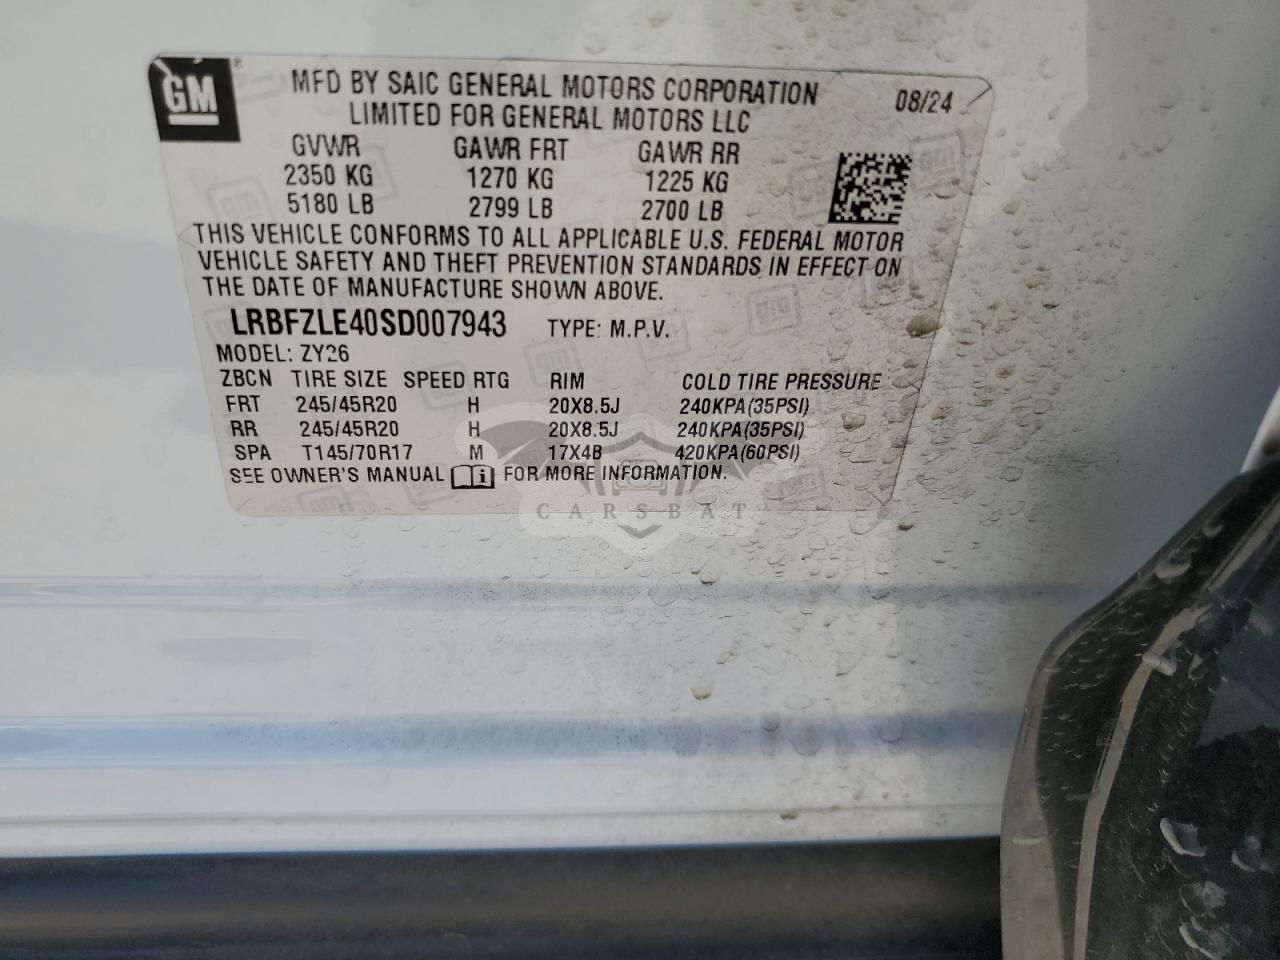 GM®
MFD BY SAIC GENERAL MOTORS CORPORATION
LIMITED FOR GENERAL MOTORS LLC
08/24
GVWR GAWR FRT GAWR RR
2350 KG 1270 KG 1225 KG
5180 LB 2799 LB 2700 LB
THIS VEHICLE CONFORMS TO ALL APPLICABLE U.S. FEDERAL MOTOR
VEHICLE SAFETY AND THEFT PREVENTION STANDARDS IN EFFECT ON
THE DATE OF MANUFACTURE SHOWN ABOVE.
LRBFZLE40SD007943 TYPE: M.P.V.
MODEL: ZY26
ZBCN TIRE SIZE SPEED RTG RIM COLD TIRE PRESSURE
FRT 245/45R20 H 20X8.5J 240KPA(35PSI)
RR 245/45R20 H 20X8.5J 240KPA(35PSI)
SPA T145/70R17 M 17X4B 420KPA(60PSI)
SEE OWNER'S MANUAL i FOR MORE INFORMATION.
CARSBAT